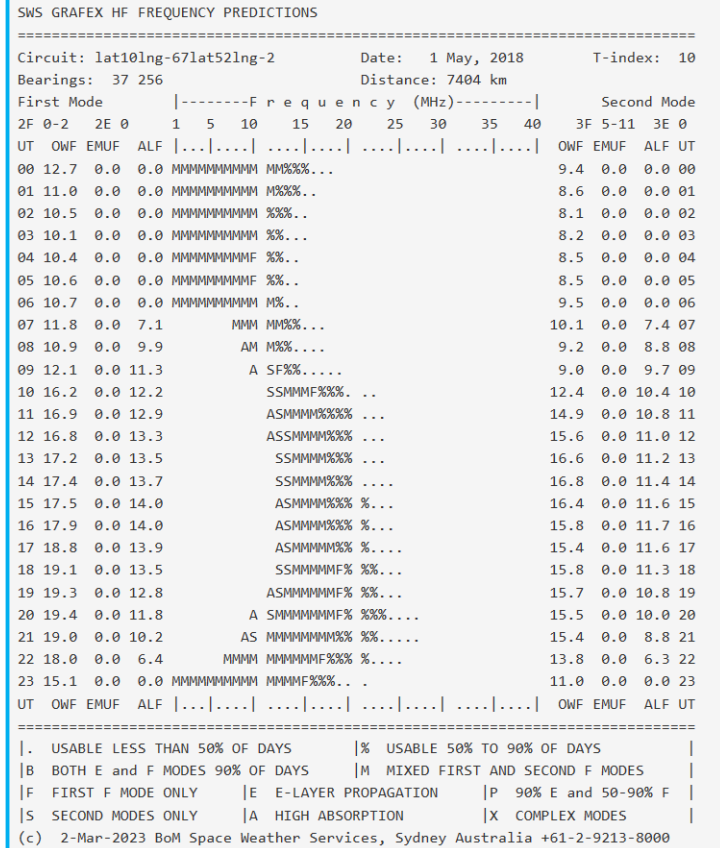 SWS GRAFEX HF FREQUENCY PREDICTIONS
================================================================================
Circuit: lat10lng-67lat52lng-2          Date:   1 May, 2018        T-index:  10
Bearings:  37 256                       Distance: 7404 km
First Mode        |--------F r e q u e n c y  (MHz)---------|       Second Mode
2F 0-2   2E 0     1   5   10    15   20    25   30    35   40    3F 5-11  3E 0
UT  OWF EMUF  ALF |...|....| ....|....| ....|....| ....|....|  OWF EMUF  ALF UT
00 12.7  0.0  0.0 MMMMMMMMMM MM%%%...                          9.4  0.0  0.0 00
01 11.0  0.0  0.0 MMMMMMMMMM M%%%..                            8.6  0.0  0.0 01
02 10.5  0.0  0.0 MMMMMMMMMM %%%..                             8.1  0.0  0.0 02
03 10.1  0.0  0.0 MMMMMMMMMM %%...                             8.2  0.0  0.0 03
04 10.4  0.0  0.0 MMMMMMMMMF %%..                              8.5  0.0  0.0 04
05 10.6  0.0  0.0 MMMMMMMMMF %%..                              8.5  0.0  0.0 05
06 10.7  0.0  0.0 MMMMMMMMMM M%..                              9.5  0.0  0.0 06
07 11.8  0.0  7.1        MMM MM%%...                          10.1  0.0  7.4 07
08 10.9  0.0  9.9         AM M%%....                           9.2  0.0  8.8 08
09 12.1  0.0 11.3          A SF%%.....                         9.0  0.0  9.7 09
10 16.2  0.0 12.2            SSMMMF%%%. ..                    12.4  0.0 10.4 10
11 16.9  0.0 12.9            ASMMMM%%%% ...                   14.9  0.0 10.8 11
12 16.8  0.0 13.3            ASSMMMM%%% ...                   15.6  0.0 11.0 12
13 17.2  0.0 13.5             SSMMMM%%% ...                   16.6  0.0 11.2 13
14 17.4  0.0 13.7             SSMMMM%%% ....                  16.8  0.0 11.4 14
15 17.5  0.0 14.0             ASMMMM%%% %...                  16.4  0.0 11.6 15
16 17.9  0.0 14.0             ASMMMM%%% %...                  15.8  0.0 11.7 16
17 18.8  0.0 13.9             ASMMMMM%% %....                 15.4  0.0 11.6 17
18 19.1  0.0 13.5             SSMMMMMF% %%...                 15.8  0.0 11.3 18
19 19.3  0.0 12.8            ASMMMMMMF% %%...                 15.7  0.0 10.8 19
20 19.4  0.0 11.8          A SMMMMMMMF% %%%....               15.5  0.0 10.0 20
21 19.0  0.0 10.2         AS MMMMMMMM%% %%.....               15.4  0.0  8.8 21
22 18.0  0.0  6.4       MMMM MMMMMMF%%% %....                 13.8  0.0  6.3 22
23 15.1  0.0  0.0 MMMMMMMMMM MMMMF%%%.. .                     11.0  0.0  0.0 23
UT  OWF EMUF  ALF |...|....| ....|....| ....|....| ....|....|  OWF EMUF  ALF UT
================================================================================
|.  USABLE LESS THAN 50% OF DAYS       |%  USABLE 50% TO 90% OF DAYS          |
|B  BOTH E and F MODES 90% OF DAYS     |M  MIXED FIRST AND SECOND F MODES     |
|F  FIRST F MODE ONLY     |E  E-LAYER PROPAGATION      |P  90% E and 50-90% F  |
|S  SECOND MODES ONLY     |A  HIGH ABSORPTION          |X  COMPLEX MODES       |
(c)  2-Mar-2023 BoM Space Weather Services, Sydney Australia +61-2-9213-8000